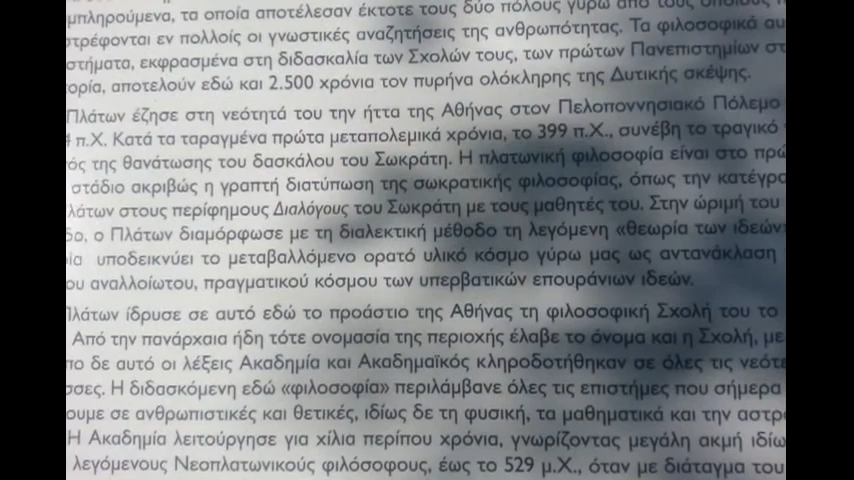 μπληρούμενα, τα οποία αποτέλεσαν έκτοτε τους δύο πόλους γύρω από τους οποίους
στρέφονται εν πολλοίς οι γνωστικές αναζητήσεις της ανθρωπότητας. Τα φιλοσοφικά αυ
στήματα, εκφρασμένα στη διδασκαλία των Σχολών τους, των πρώτων Πανεπιστημίων στ
ορία, αποτελούν εδώ και 2.500 χρόνια τον πυρήνα ολόκληρης της Δυτικής σκέψης.
Πλάτων έζησε στη νεότητά του την ήττα της Αθήνας στον Πελοποννησιακό Πόλεμο
4 π.Χ. Κατά τα ταραγμένα πρώτα μεταπολεμικά χρόνια, το 399 π.Χ., συνέβη το τραγικό
ός της θανάτωσης του δασκάλου του Σωκράτη. Η πλατωνική φιλοσοφία είναι στο πρώ
στάδιο ακριβώς η γραπτή διατύπωση της σωκρατικής φιλοσοφίας, όπως την κατέγρα
λάτων στους περίφημους Διαλόγους του Σωκράτη με τους μαθητές του. Στην ώριμή του
δο, ο Πλάτων διαμόρφωσε με τη διαλεκτική μέθοδο τη λεγόμενη «θεωρία των ιδεών»
ία υποδεικνύει το μεταβαλλόμενο ορατό υλικό κόσμο γύρω μας ως αντανάκλαση
ου αναλλοίωτου, πραγματικού κόσμου των υπερβατικών επουράνιων ιδεών.
Πλάτων ίδρυσε σε αυτό εδώ το προάστιο της Αθήνας τη φιλοσοφική Σχολή του το
Από την πανάρχαια ήδη τότε ονομασία της περιοχής έλαβε το όνομα και η Σχολή, με
πο δε αυτό οι λέξεις Ακαδημία και Ακαδημαϊκός κληροδοτήθηκαν σε όλες τις νεότε
σσες. Η διδασκόμενη εδώ «φιλοσοφία» περιλάμβανε όλες τις επιστήμες που σήμερα
ουμε σε ανθρωπιστικές και θετικές, ιδίως δε τη φυσική, τα μαθηματικά και την αστρο
Η Ακαδημία λειτούργησε για χίλια περίπου χρόνια, γνωρίζοντας μεγάλη ακμή ιδίω
λεγόμενους Νεοπλατωνικούς φιλόσοφους, έως το 529 μ.Χ., όταν με διάταγμα του